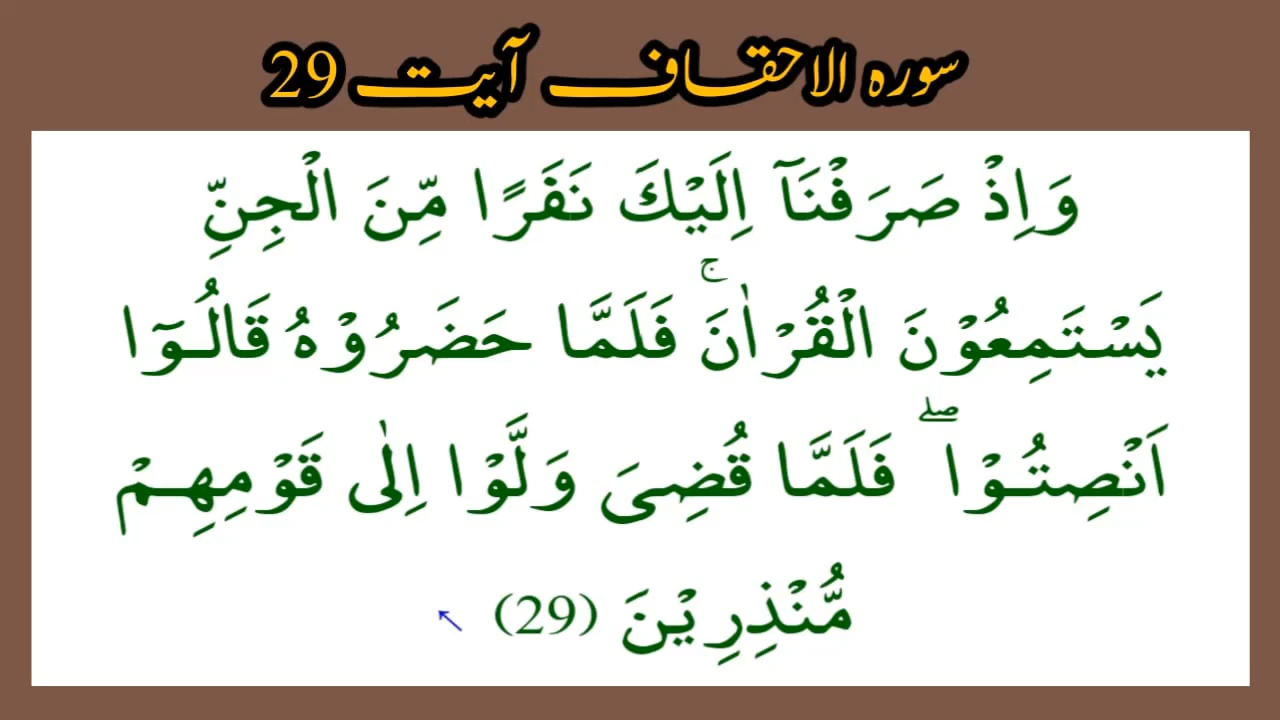 سورہ الاحقاف آیت 29
وَاِذْ صَرَفْنَآ اِلَيْكَ نَفَرًا مِّنَ الْجِنِّ
يَسْتَمِعُوْنَ الْقُرْاٰنَ ۚ فَلَمَّا حَضَرُوْهُ قَالُوْٓا
اَنْصِتُوْا ۖ فَلَمَّا قُضِىَ وَلَّوْا اِلٰى قَوْمِهِمْ
مُّنْذِرِيْنَ (29)